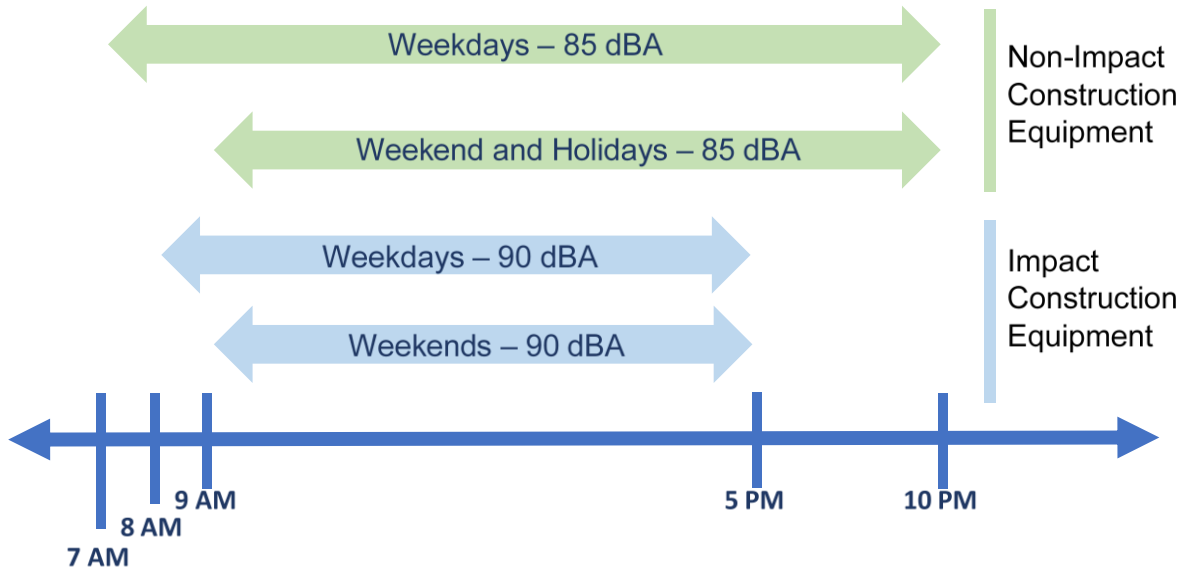 Weekdays – 85 dBA
Weekend and Holidays – 85 dBA
Non-Impact
Construction
Equipment
Weekdays – 90 dBA
Weekends – 90 dBA
Impact
Construction
Equipment
7 AM
8 AM
9 AM
5 PM
10 PM